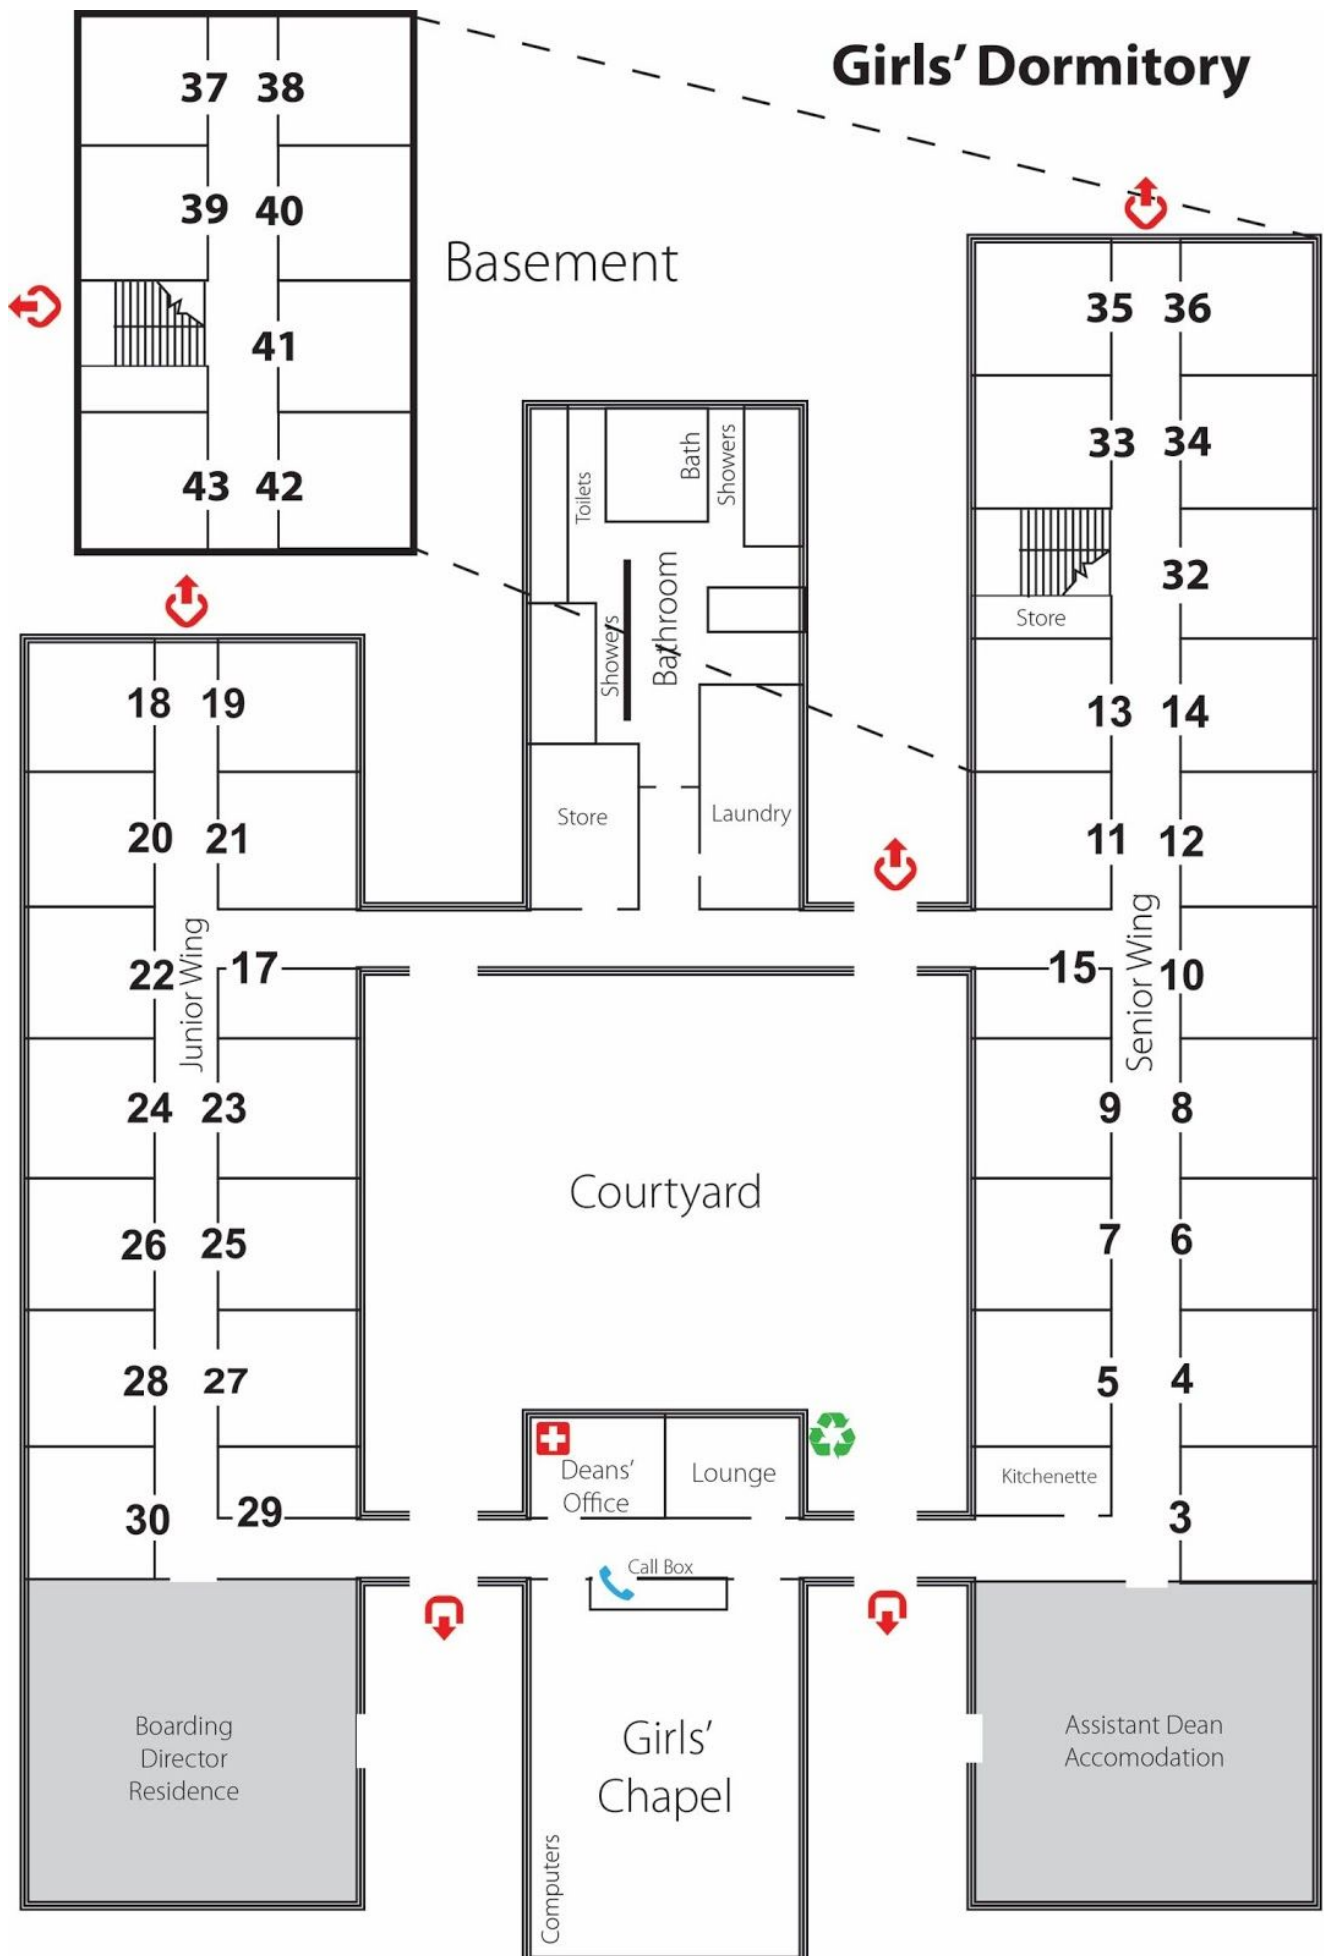 Girls' Dormitory
37 38
39 40
Basement
41
43 42
35 36
33 34
32
Store
13 14
11 12
Toilets
Bath
Showers
Showers
Bathroom
Store
Laundry
18 19
20 21
Junior Wing
22
17
24 23
26 25
28 27
30
29
Senior Wing
15
10
9 8
7 6
5 4
Kitchenette
3
Courtyard
Deans'
Office
Lounge
Call Box
Boarding
Director
Residence
Girls'
Chapel
Computers
Assistant Dean
Accomodation